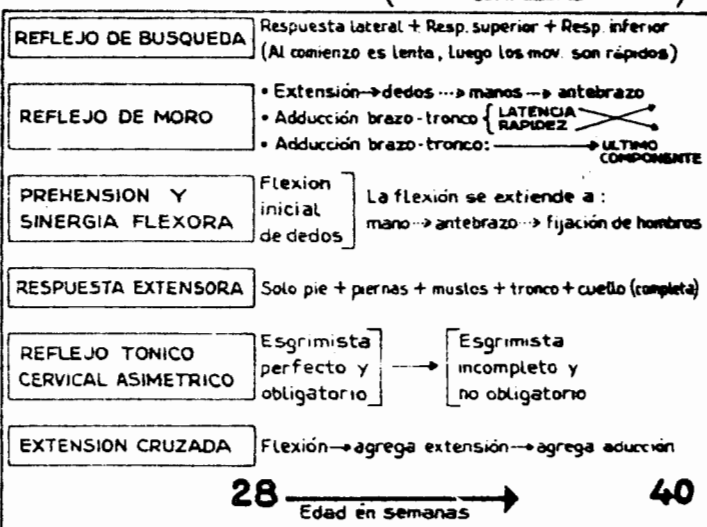 REFLEJO DE BUSQUEDA
Respuesta lateral + Resp. superior + Resp. inferior
(Al comienzo es lenta, luego los mov. son rápidos)
REFLEJO DE MORO
• Extensión→dedos ···→ manos --→ antebrazo
• Adducción brazo-tronco { LATENCIA
RAPIDEZ
• Adducción brazo-tronco: ———→ ULTIMO
COMPONENTE
PREHENSION Y
SINERGIA FLEXORA
Flexion
inicial
de dedos
La flexión se extiende a :
mano ··→ antebrazo ··→ fijación de hombros
RESPUESTA EXTENSORA
Solo pie + piernas + muslos + tronco + cuello (completa)
REFLEJO TONICO
CERVICAL ASIMETRICO
Esgrimista
perfecto y
obligatorio
Esgrimista
incompleto y
no obligatorio
EXTENSION CRUZADA
Flexión→agrega extensión→agrega aducción
28 → 40
Edad en semanas